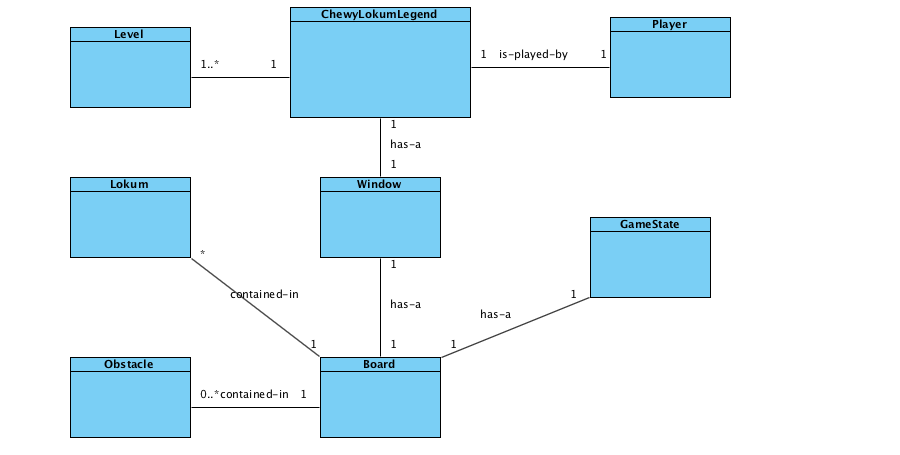 ChewyLokumLegend
Player
Level
1 is-played-by 1
1..* 1
1
has-a
1
Lokum
Window
GameState
*
1
contained-in
1
has-a
has-a
1
1
1
Obstacle
Board
0..*contained-in 1